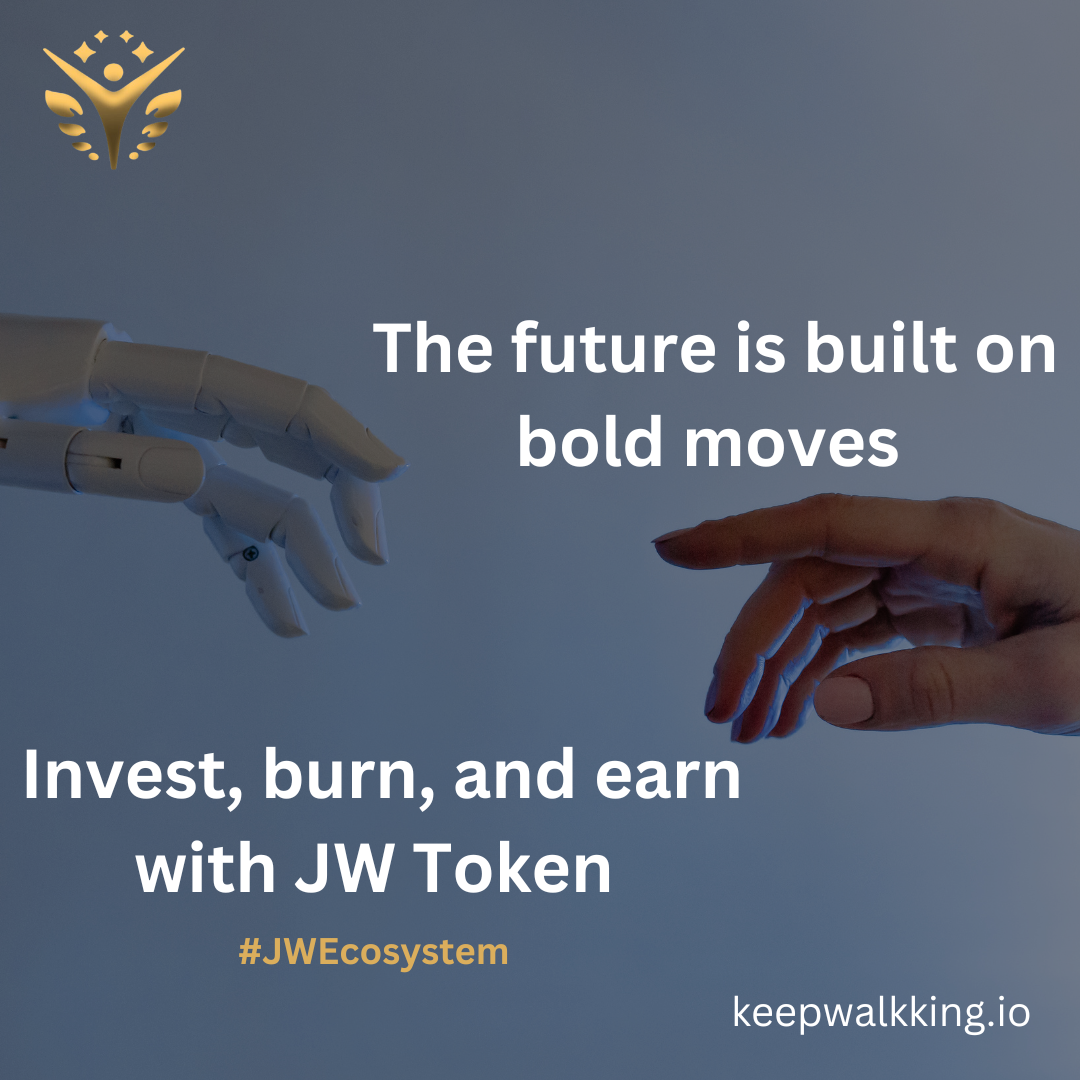 The future is built on
bold moves
Invest, burn, and earn
with JW Token
#JWEcosystem
keepwalkking.io